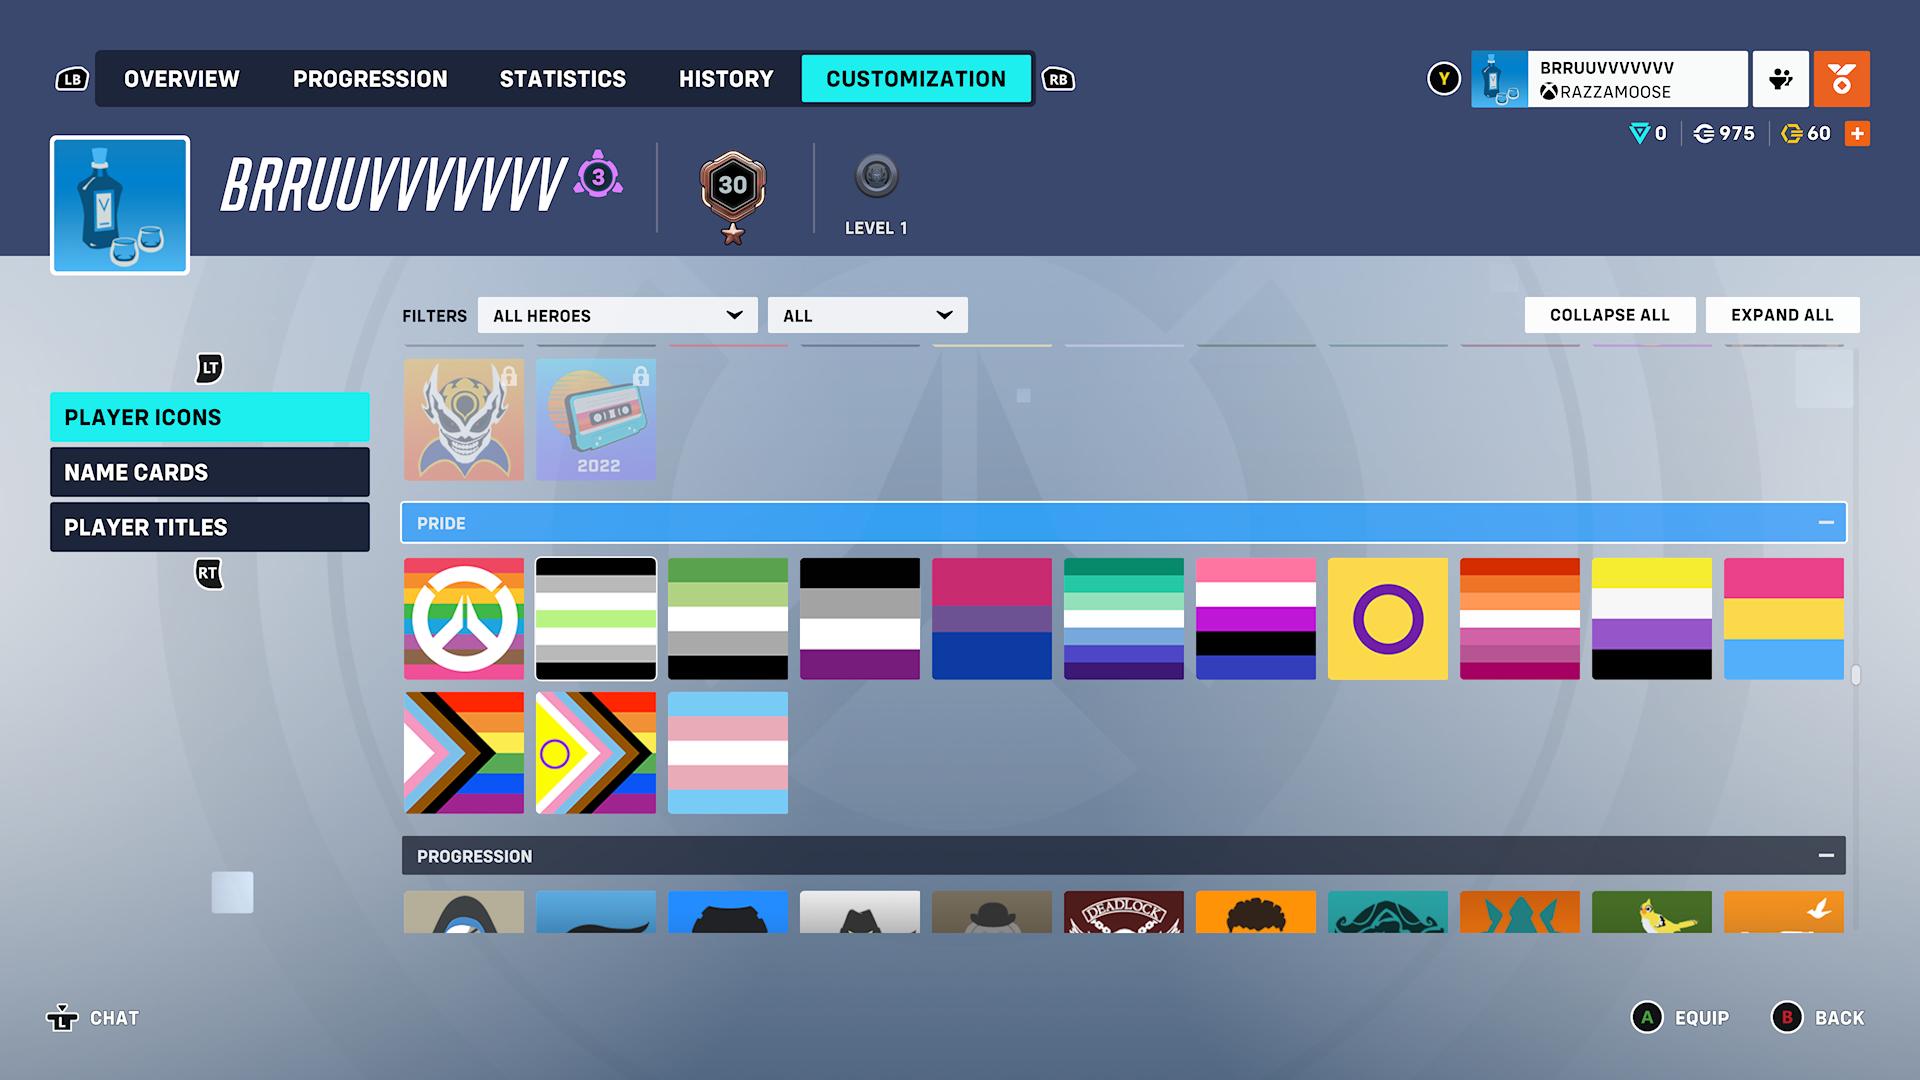 LB
OVERVIEW
PROGRESSION
STATISTICS
HISTORY
CUSTOMIZATION
RB
Y
BRRUUVVVVVVV
RAZZAMOOSE
0
975
60
+
V
BRRUUVVVVVVV
3
30
LEVEL 1
FILTERS
ALL HEROES
ALL
COLLAPSE ALL
EXPAND ALL
LT
PLAYER ICONS
NAME CARDS
PLAYER TITLES
RT
2022
PRIDE
PROGRESSION
DEADLOCK
L
CHAT
A
EQUIP
B
BACK